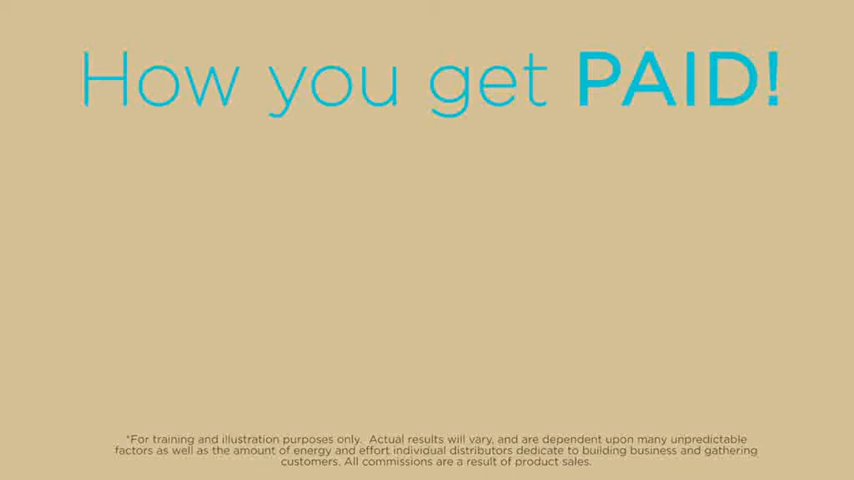 How you get PAID!
*For training and illustration purposes only. Actual results will vary, and are dependent upon many unpredictable
factors as well as the amount of energy and effort individual distributors dedicate to building business and gathering
customers. All commissions are a result of product sales.